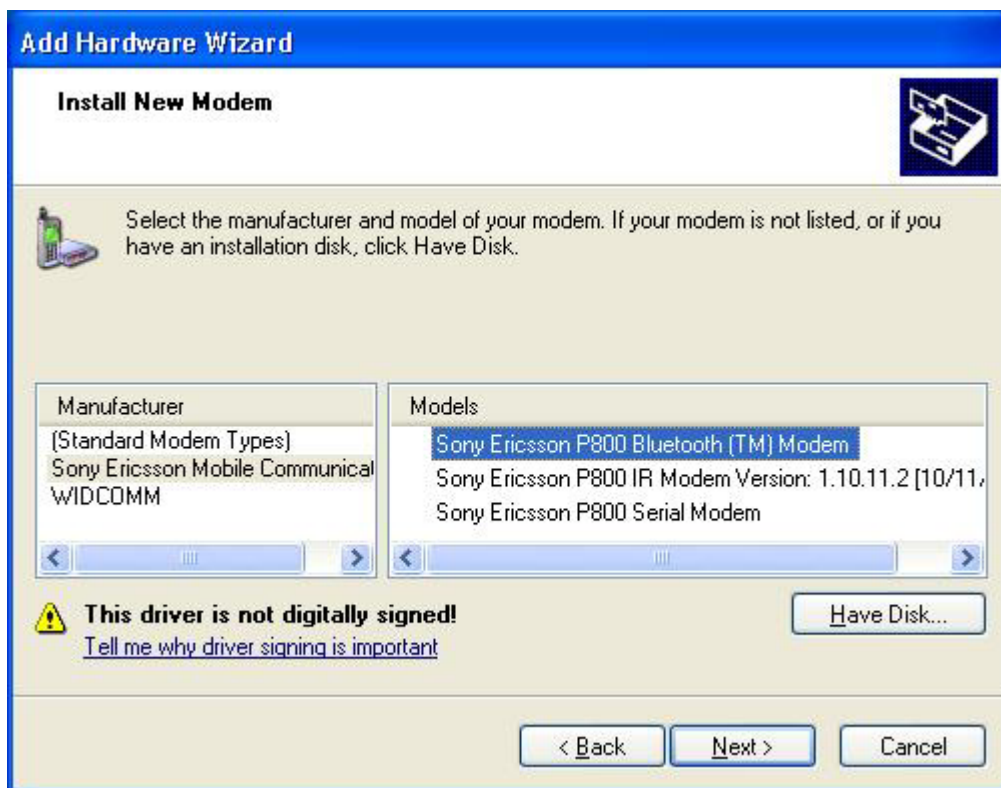 Add Hardware Wizard
Install New Modem
Select the manufacturer and model of your modem. If your modem is not listed, or if you
have an installation disk, click Have Disk.
Manufacturer
(Standard Modem Types)
Sony Ericsson Mobile Communical
WIDCOMM
Models
Sony Ericsson P800 Bluetooth (TM) Modem
Sony Ericsson P800 IR Modem Version: 1.10.11.2 [10/11/
Sony Ericsson P800 Serial Modem
This driver is not digitally signed!
Tell me why driver signing is important
Have Disk...
< Back
Next >
Cancel